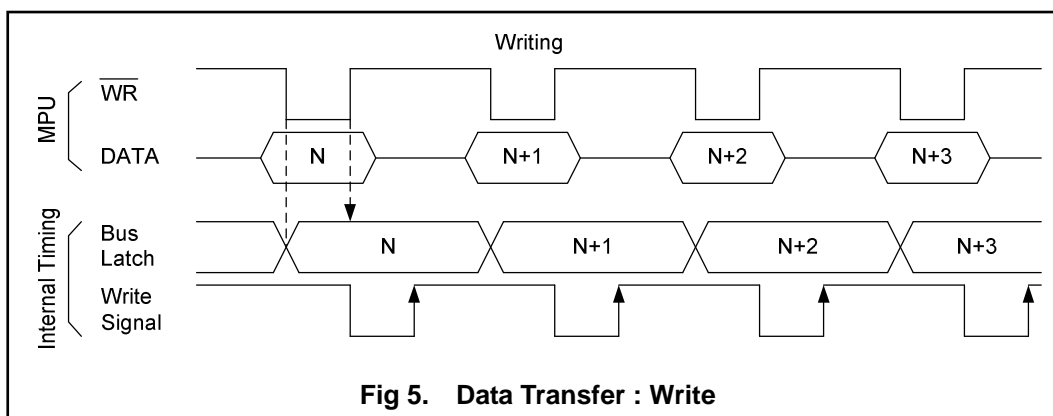 Writing
MPU
WR
DATA
N
N+1
N+2
N+3
Internal Timing
Bus
Latch
N
N+1
N+2
N+3
Write
Signal
Fig 5. Data Transfer : Write